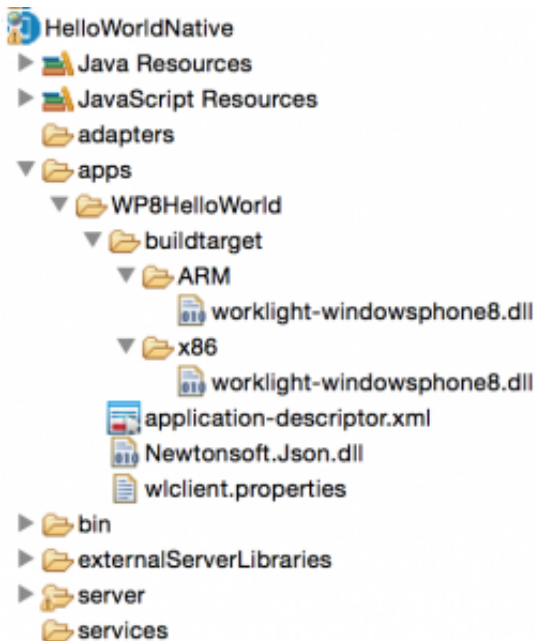 HelloWorldNative
Java Resources
JavaScript Resources
adapters
apps
WP8HelloWorld
buildtarget
ARM
worklight-windowsphone8.dll
x86
worklight-windowsphone8.dll
application-descriptor.xml
Newtonsoft.Json.dll
wlclient.properties
bin
externalServerLibraries
server
services